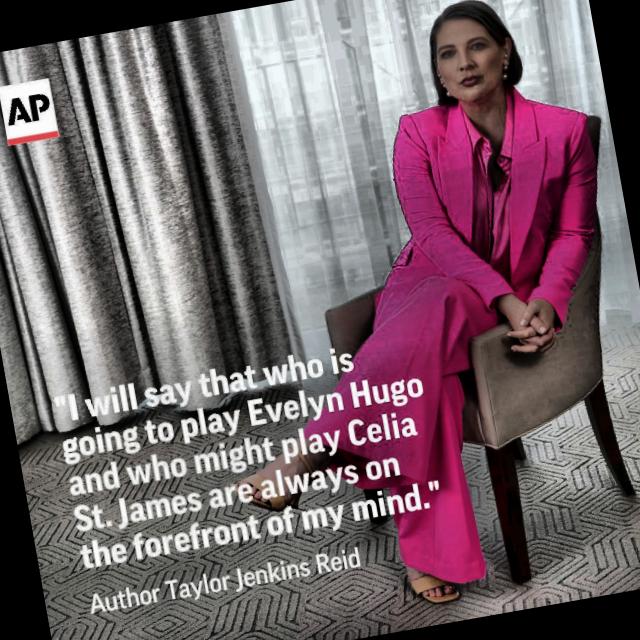 AP
"I will say that who is
going to play Evelyn Hugo
and who might play Celia
St. James are always on
the forefront of my mind."
Author Taylor Jenkins Reid